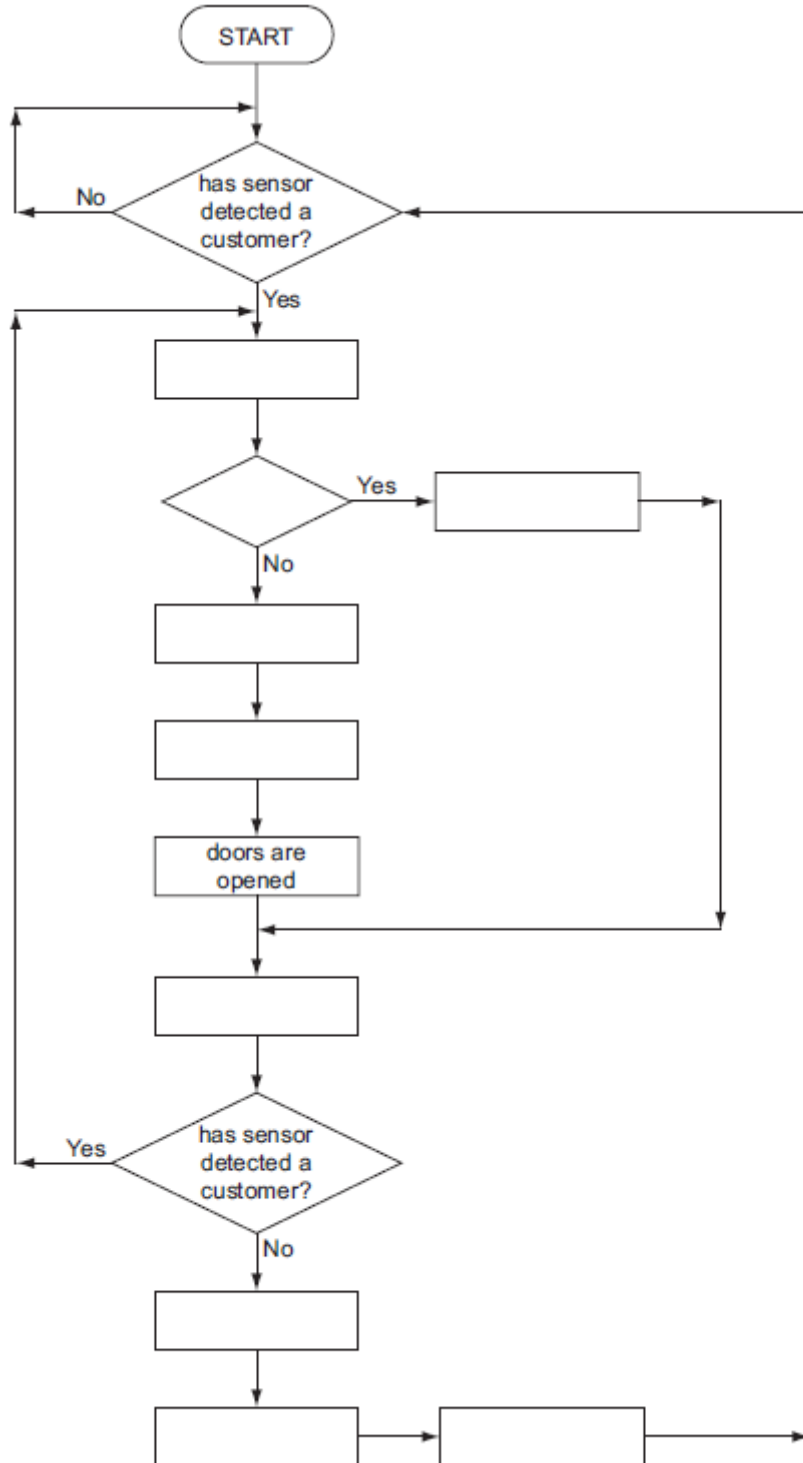 START
has sensor
detected a
customer?
No
Yes
Yes
No
doors are
opened
has sensor
detected a
customer?
Yes
No